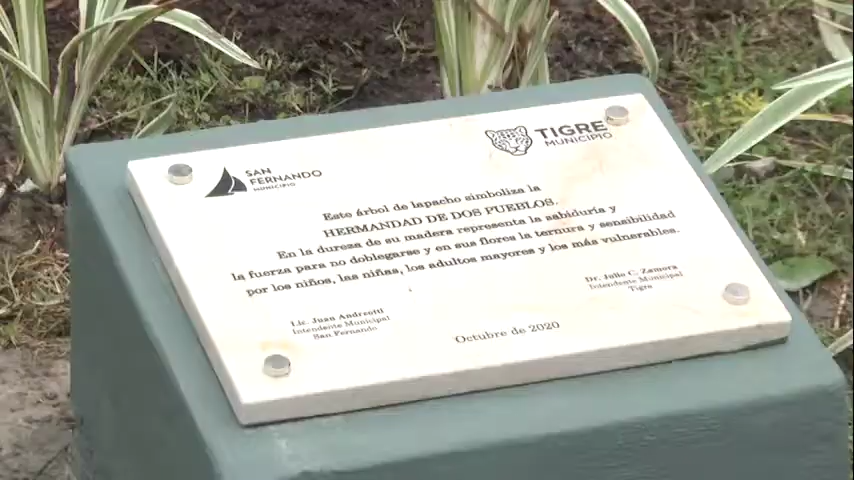 SAN
FERNANDO
MUNICIPIO
TIGRE
MUNICIPIO
Este árbol de lapacho simboliza la
HERMANDAD DE DOS PUEBLOS.
En la dureza de su madera representa la sabiduría y
la fuerza para no doblegarse y en sus flores la ternura y sensibilidad
por los niños, las niñas, los adultos mayores y los más vulnerables.
Lic. Juan Andreotti
Intendente Municipal
San Fernando
Dr. Julio C. Zamora
Intendente Municipal
Tigre
Octubre de 2020